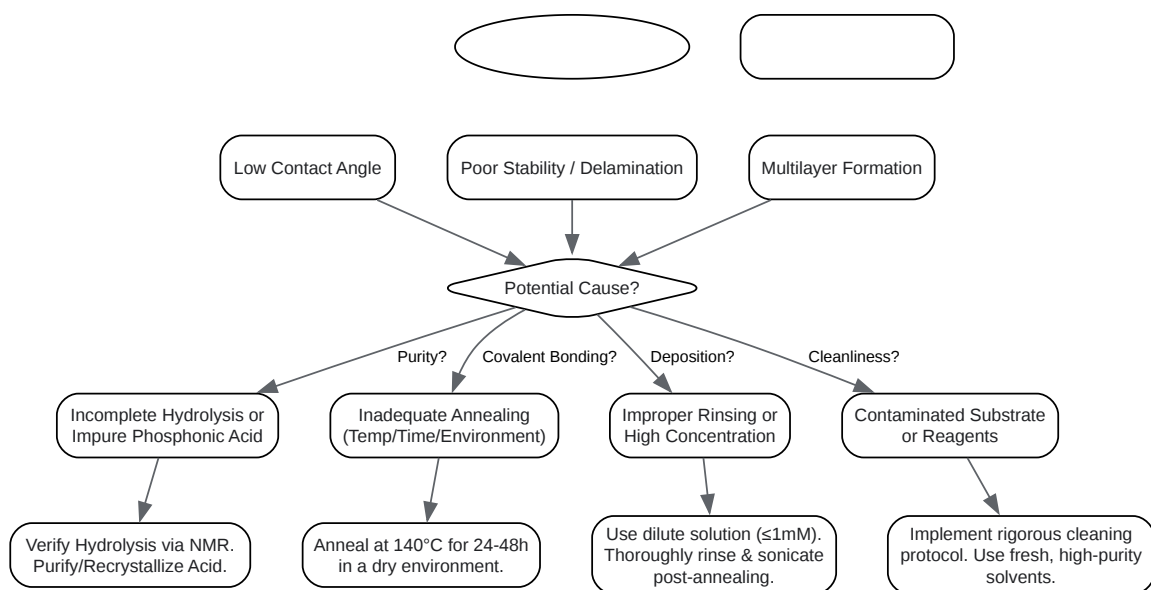 Low Contact Angle
Poor Stability / Delamination
Multilayer Formation
Potential Cause?
Purity?
Covalent Bonding?
Deposition?
Cleanliness?
Incomplete Hydrolysis or
Impure Phosphonic Acid
Inadequate Annealing
(Temp/Time/Environment)
Improper Rinsing or
High Concentration
Contaminated Substrate
or Reagents
Verify Hydrolysis via NMR.
Purify/Recrystallize Acid.
Anneal at 140°C for 24-48h
in a dry environment.
Use dilute solution (≤1mM).
Thoroughly rinse & sonicate
post-annealing.
Implement rigorous cleaning
protocol. Use fresh, high-purity
solvents.